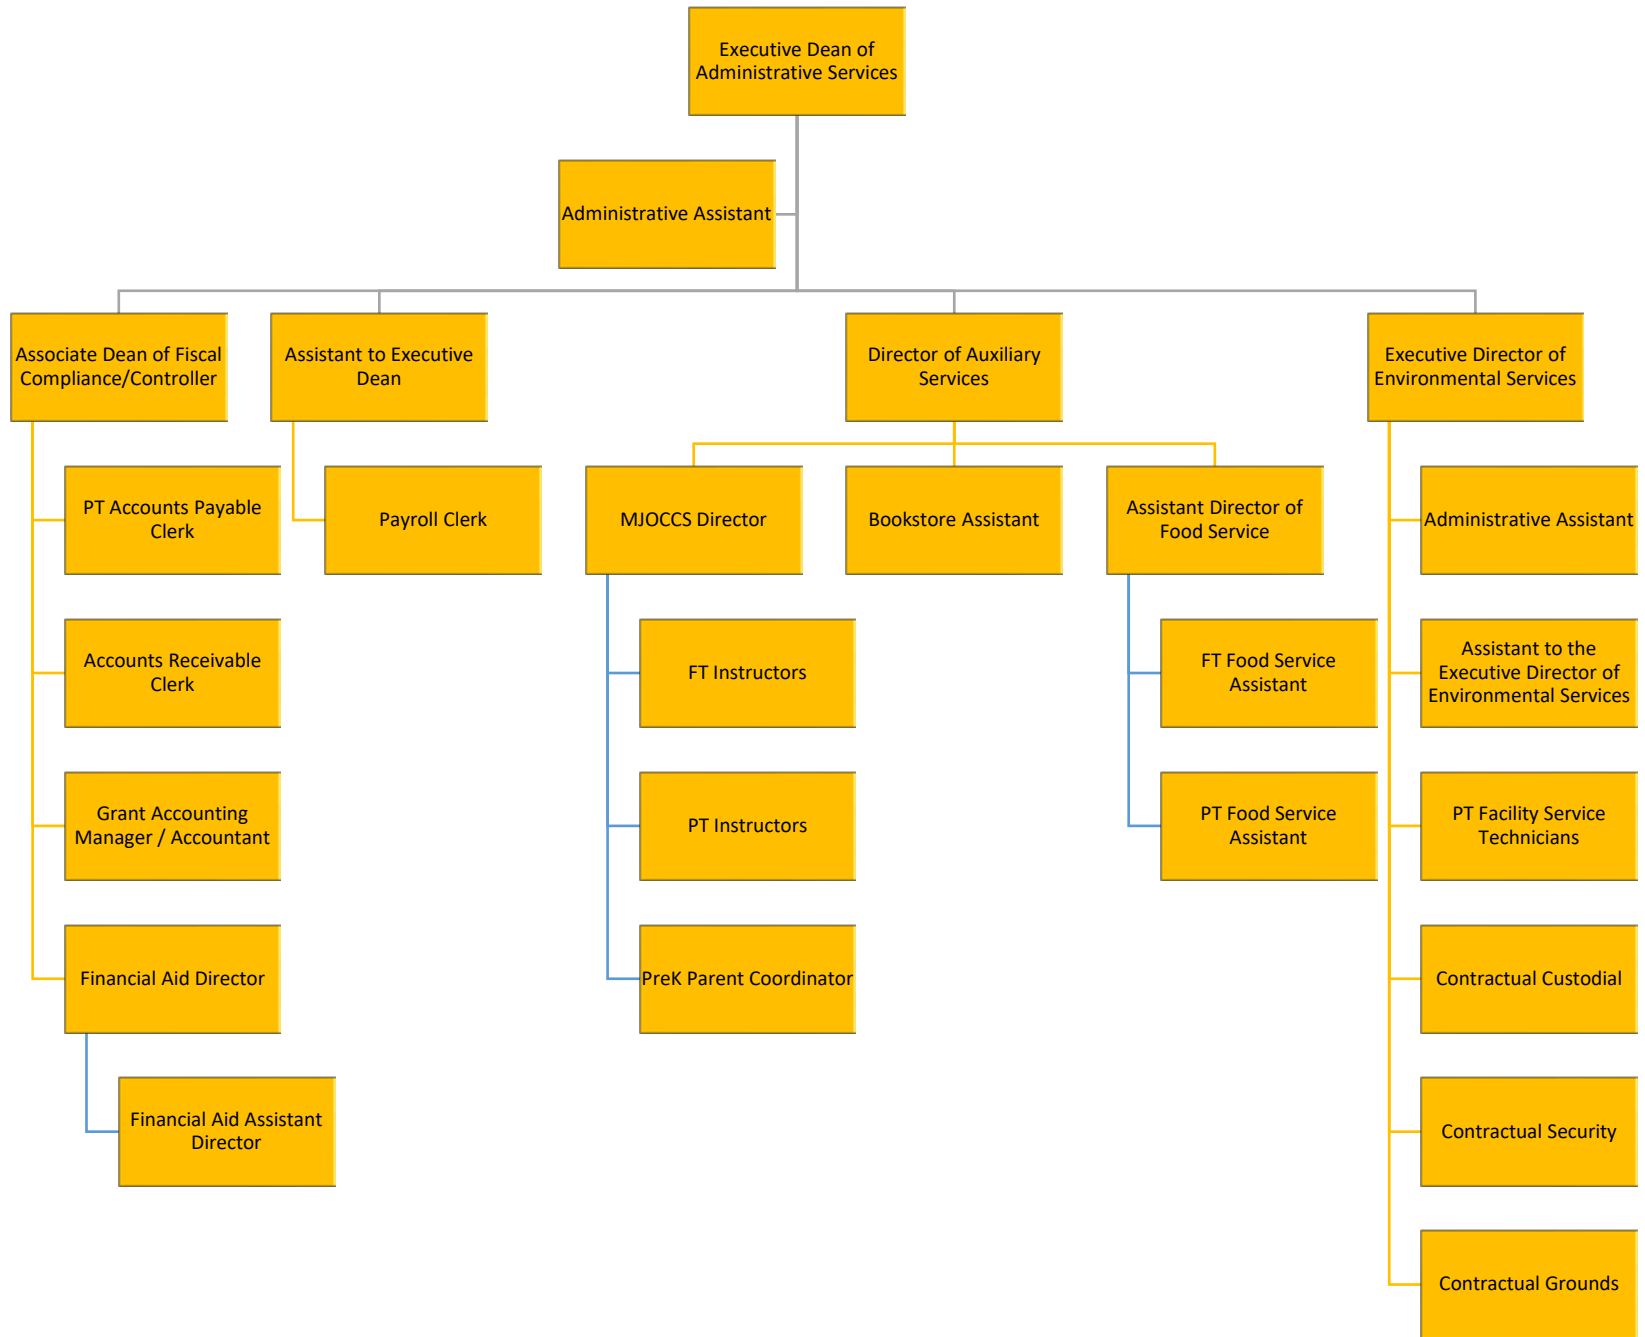 Executive Dean of
Administrative Services
Administrative Assistant
Associate Dean of Fiscal
Compliance/Controller
Assistant to Executive
Dean
Director of Auxiliary
Services
Executive Director of
Environmental Services
PT Accounts Payable
Clerk
Payroll Clerk
MJOCCS Director
Bookstore Assistant
Assistant Director of
Food Service
Administrative Assistant
Accounts Receivable
Clerk
FT Instructors
FT Food Service
Assistant
Assistant to the
Executive Director of
Environmental Services
Grant Accounting
Manager / Accountant
PT Instructors
PT Food Service
Assistant
PT Facility Service
Technicians
Financial Aid Director
PreK Parent Coordinator
Contractual Custodial
Financial Aid Assistant
Director
Contractual Security
Contractual Grounds